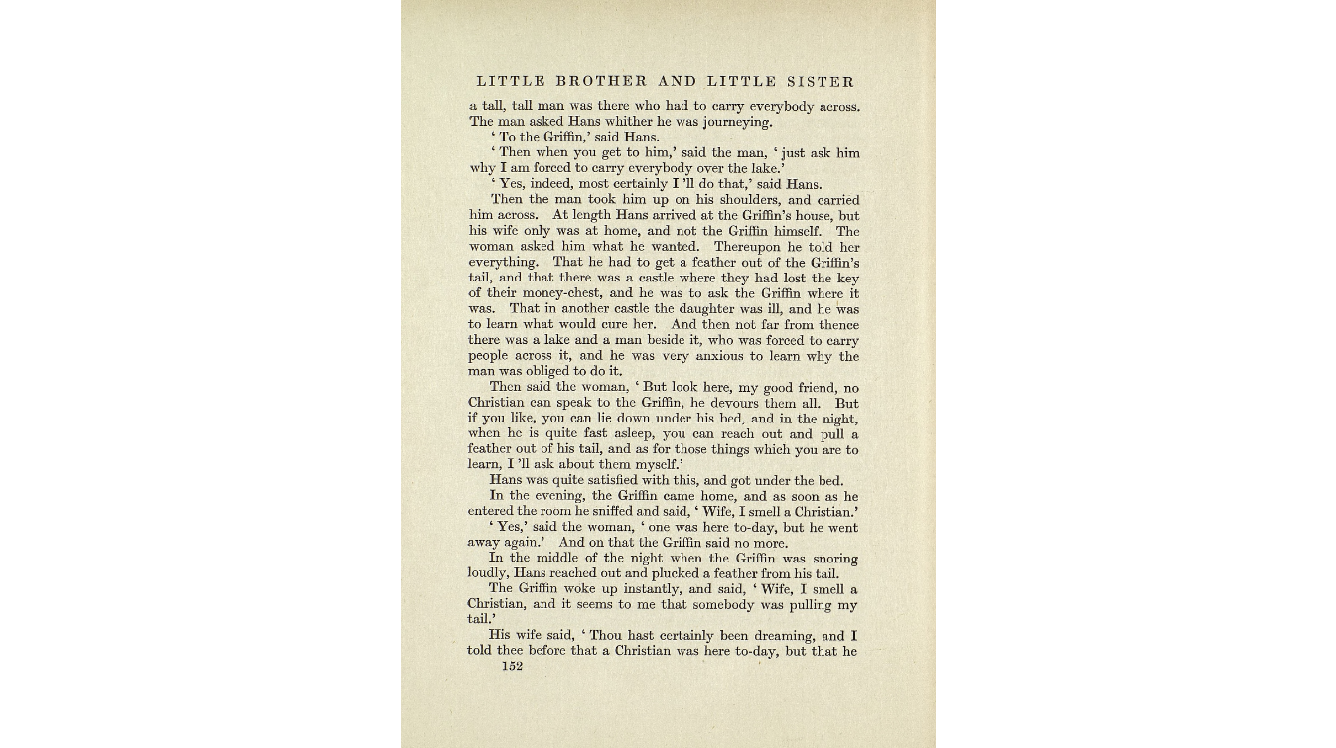 LITTLE BROTHER AND LITTLE SISTER
a tall, tall man was there who had to carry everybody across.
The man asked Hans whither he was journeying.
‘ To the Griffin,’ said Hans.
‘ Then when you get to him,’ said the man, ‘ just ask him
why I am forced to carry everybody over the lake.’
‘ Yes, indeed, most certainly I ’ll do that,’ said Hans.
Then the man took him up on his shoulders, and carried
him across. At length Hans arrived at the Griffin’s house, but
his wife only was at home, and not the Griffin himself. The
woman asked him what he wanted. Thereupon he told her
everything. That he had to get a feather out of the Griffin’s
tail, and that there was a castle where they had lost the key
of their money-chest, and he was to ask the Griffin where it
was. That in another castle the daughter was ill, and he was
to learn what would cure her. And then not far from thence
there was a lake and a man beside it, who was forced to carry
people across it, and he was very anxious to learn why the
man was obliged to do it.
Then said the woman, ‘ But look here, my good friend, no
Christian can speak to the Griffin, he devours them all. But
if you like, you can lie down under his bed, and in the night,
when he is quite fast asleep, you can reach out and pull a
feather out of his tail, and as for those things which you are to
learn, I ’ll ask about them myself.’
Hans was quite satisfied with this, and got under the bed.
In the evening, the Griffin came home, and as soon as he
entered the room he sniffed and said, ‘ Wife, I smell a Christian.’
‘ Yes,’ said the woman, ‘ one was here to-day, but he went
away again.’ And on that the Griffin said no more.
In the middle of the night when the Griffin was snoring
loudly, Hans reached out and plucked a feather from his tail.
The Griffin woke up instantly, and said, ‘ Wife, I smell a
Christian, and it seems to me that somebody was pulling my
tail.’
His wife said, ‘ Thou hast certainly been dreaming, and I
told thee before that a Christian was here to-day, but that he
152